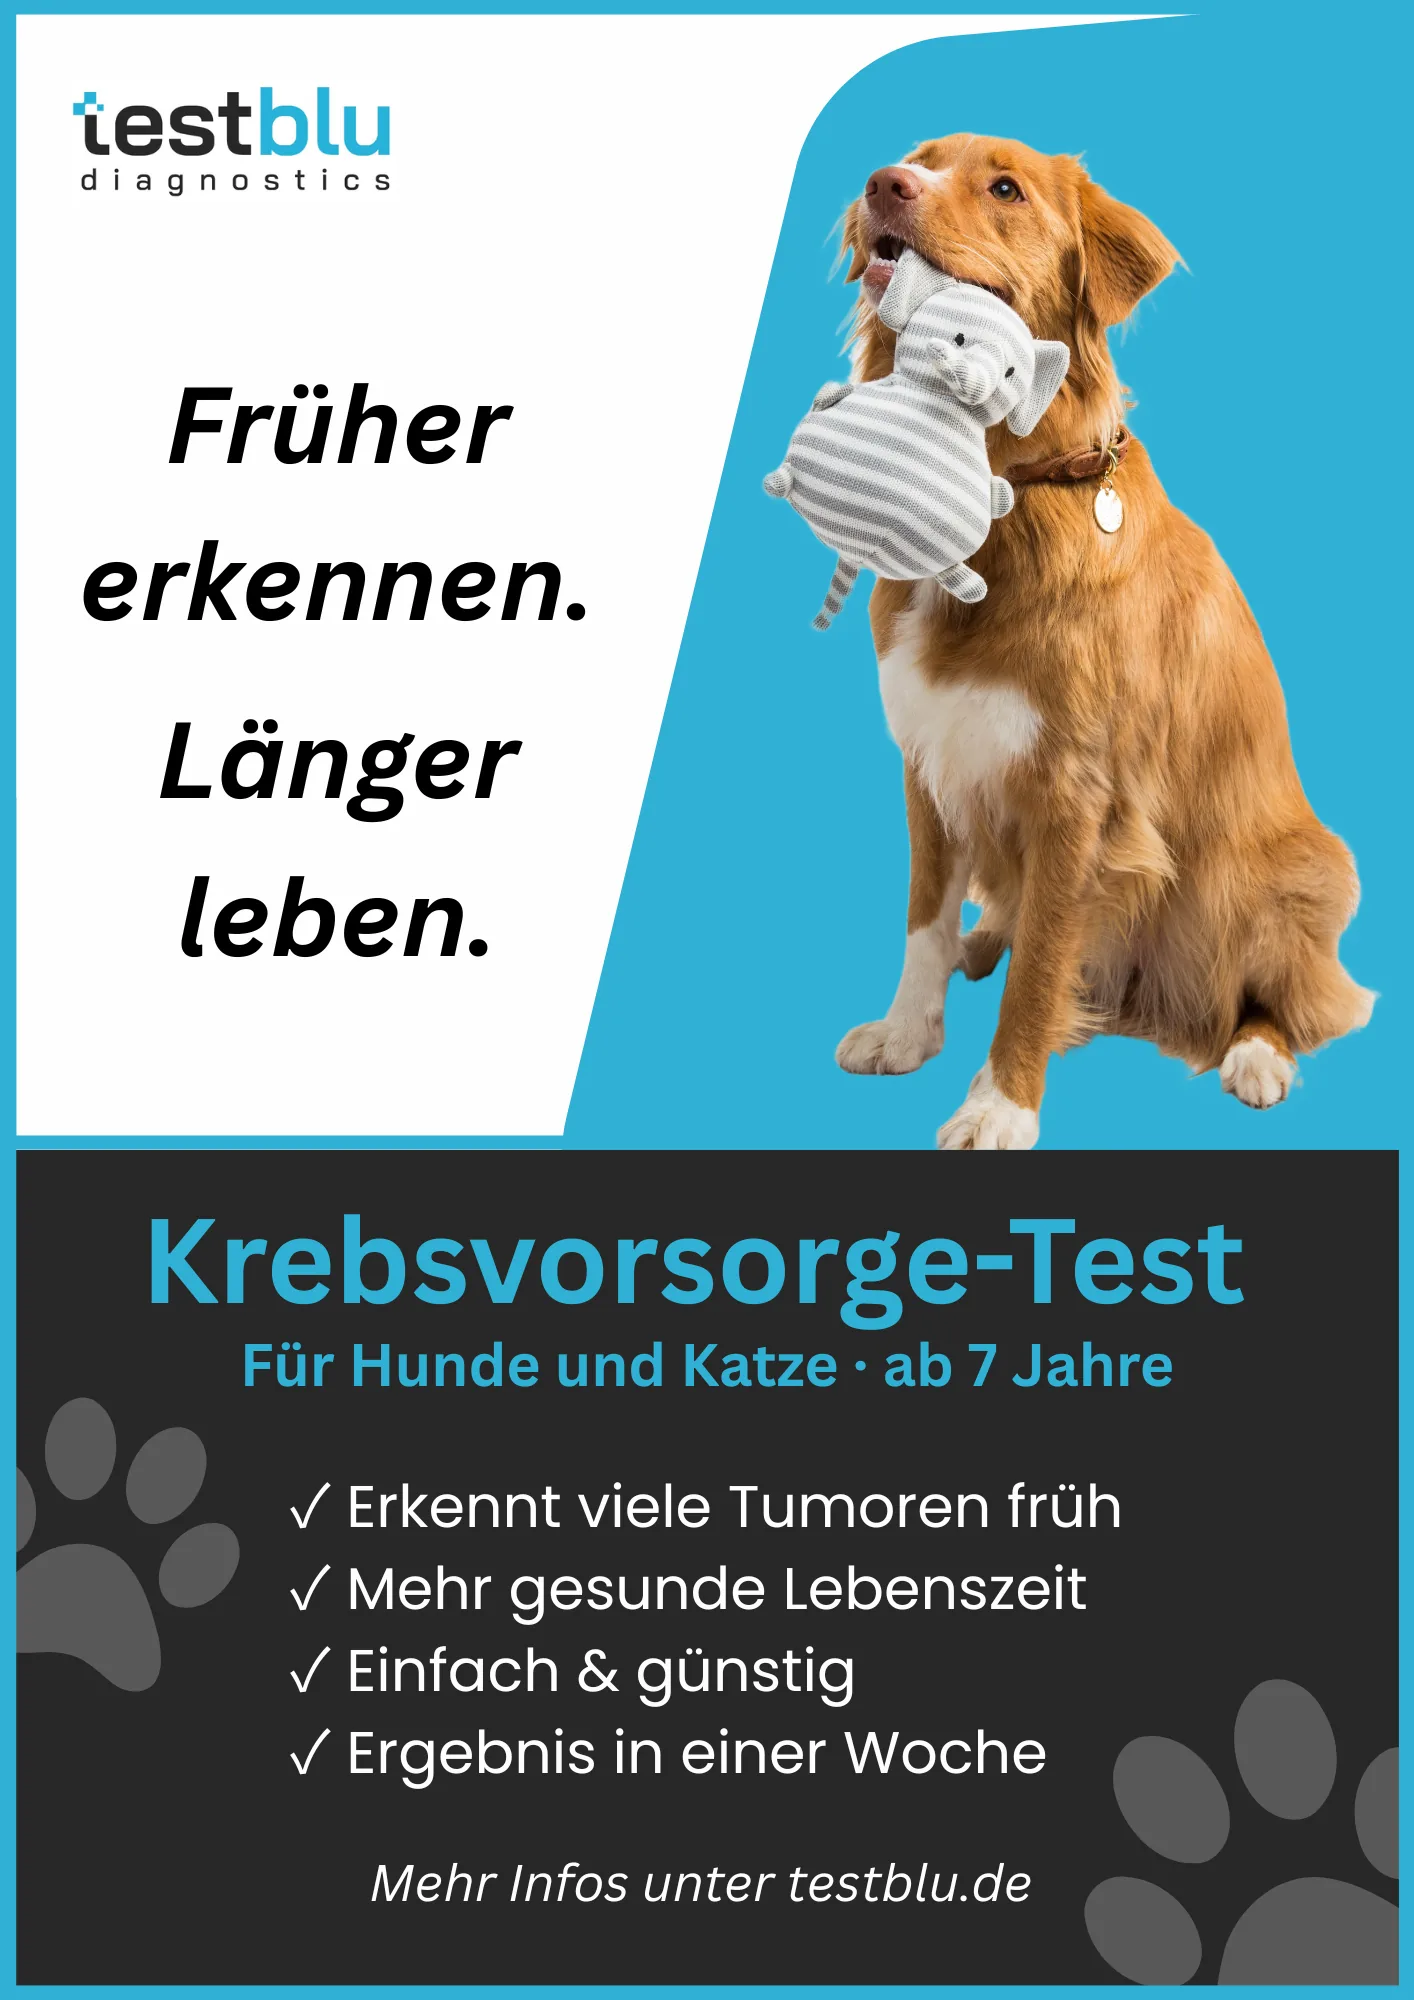 testblu
diagnostics
Früher
erkennen.
Länger
leben.
Krebsvorsorge-Test
Für Hunde und Katze · ab 7 Jahre
✓ Erkennt viele Tumoren früh
✓ Mehr gesunde Lebenszeit
✓ Einfach & günstig
✓ Ergebnis in einer Woche
Mehr Infos unter testblu.de